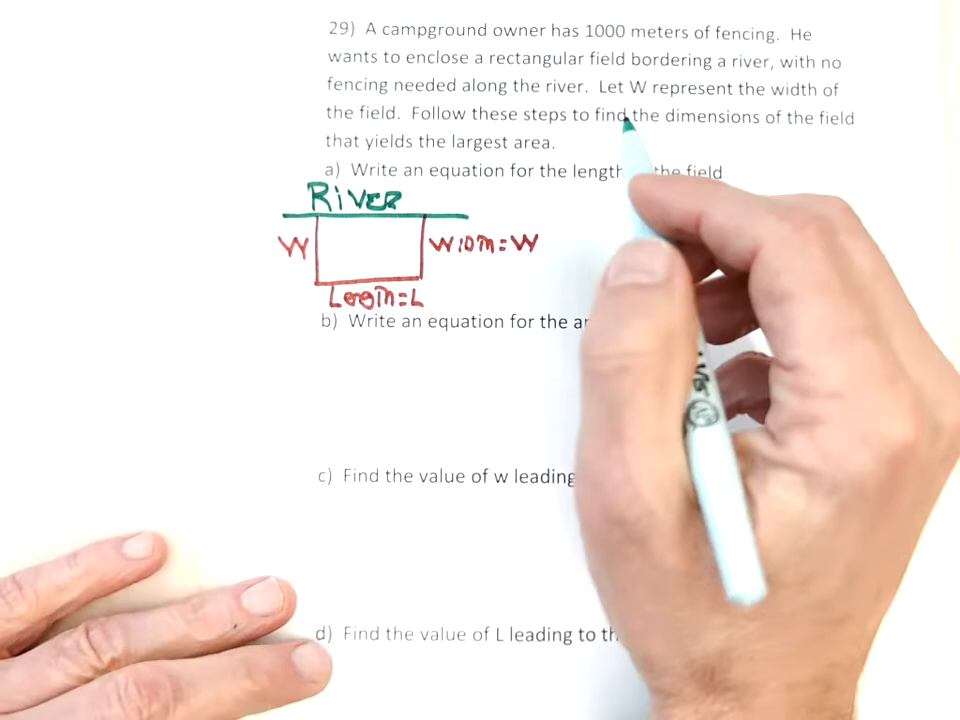 29) A campground owner has 1000 meters of fencing. He
wants to enclose a rectangular field bordering a river, with no
fencing needed along the river. Let W represent the width of
the field. Follow these steps to find the dimensions of the field
that yields the largest area.
a) Write an equation for the length the field
RiVER
W WiDTh=W
LengTh=L
b) Write an equation for the
c) Find the value of w leading
d) Find the value of L leading to